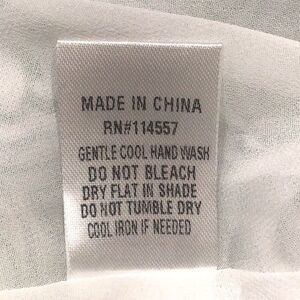 MADE IN CHINA
RN#114557
GENTLE COOL HAND WASH
DO NOT BLEACH
DRY FLAT IN SHADE
DO NOT TUMBLE DRY
COOL IRON IF NEEDED